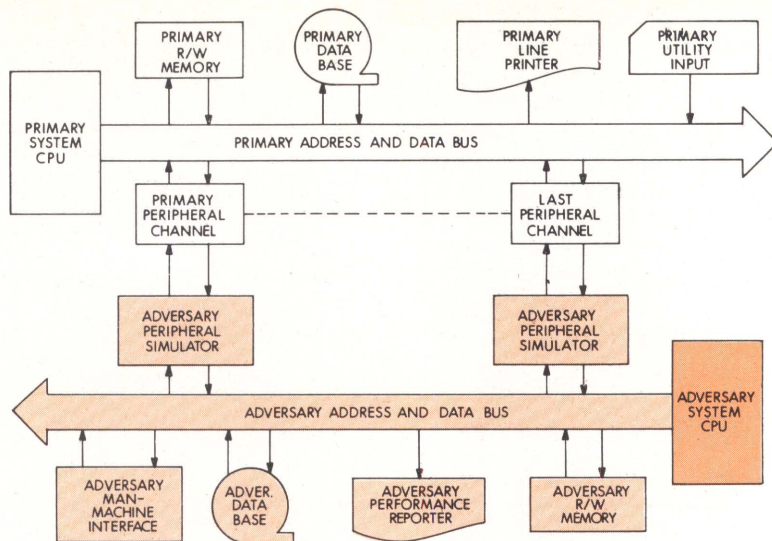 PRIMARY
R/W
MEMORY
PRIMARY
DATA
BASE
PRIMARY
LINE
PRINTER
PRIMARY
UTILITY
INPUT
PRIMARY
SYSTEM
CPU
PRIMARY ADDRESS AND DATA BUS
PRIMARY
PERIPHERAL
CHANNEL
LAST
PERIPHERAL
CHANNEL
ADVERSARY
PERIPHERAL
SIMULATOR
ADVERSARY
PERIPHERAL
SIMULATOR
ADVERSARY ADDRESS AND DATA BUS
ADVERSARY
SYSTEM
CPU
ADVERSARY
MAN-
MACHINE
INTERFACE
ADVER.
DATA
BASE
ADVERSARY
PERFORMANCE
REPORTER
ADVERSARY
R/W
MEMORY